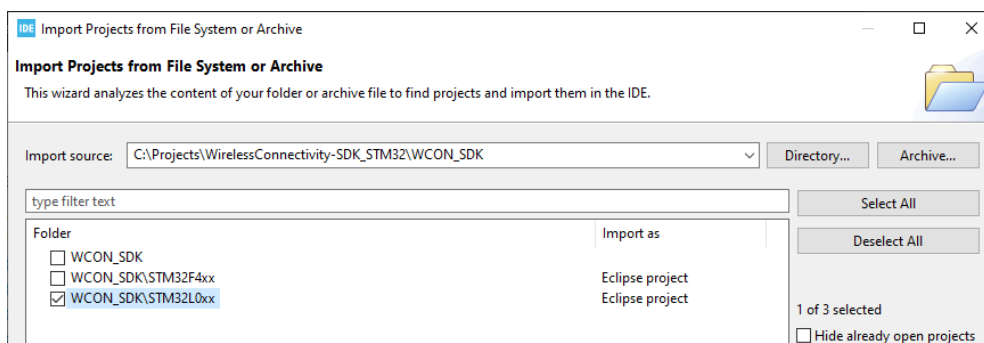 IDE Import Projects from File System or Archive
Import Projects from File System or Archive
This wizard analyzes the content of your folder or archive file to find projects and import them in the IDE.
Import source: C:\Projects\WirelessConnectivity-SDK_STM32\WCON_SDK Directory... Archive...
type filter text Select All
Folder Import as Deselect All
WCON_SDK
WCON_SDK\STM32F4xx Eclipse project
WCON_SDK\STM32L0xx Eclipse project
1 of 3 selected
Hide already open projects